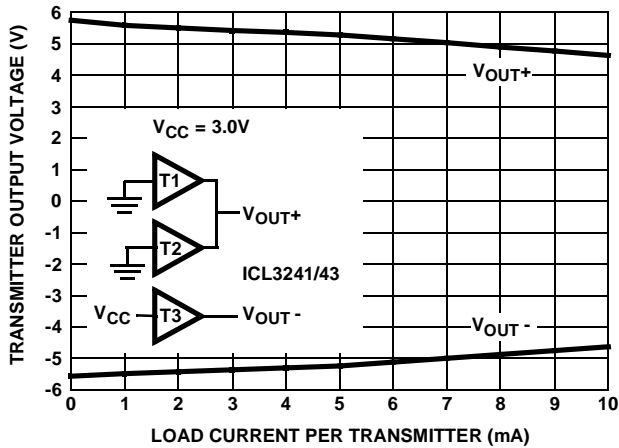 TRANSMITTER OUTPUT VOLTAGE (V)
6
5
4
3
2
1
0
-1
-2
-3
-4
-5
-6
VOUT+
VCC = 3.0V
T1
VOUT+
T2
ICL3241/43
VCC
T3
VOUT -
VOUT -
0 1 2 3 4 5 6 7 8 9 10
LOAD CURRENT PER TRANSMITTER (mA)